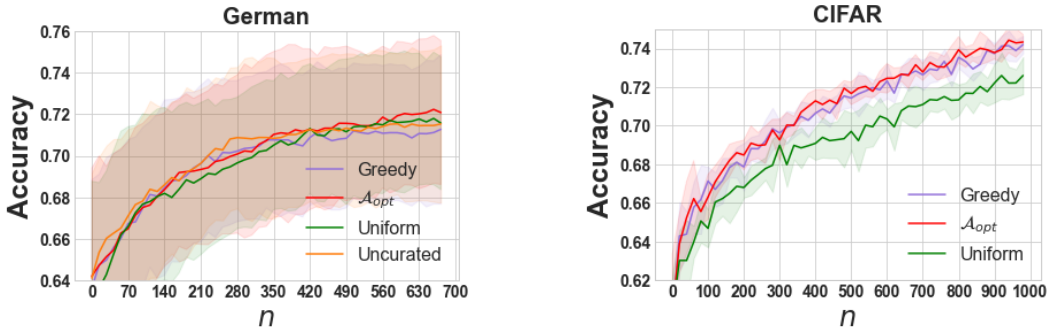 German
Accuracy
0.76
0.74
0.72
0.70
0.68
0.66
0.64
Greedy
𝒜opt
Uniform
Uncurated
0 70 140 210 280 350 420 490 560 630 700
n
CIFAR
Accuracy
0.74
0.72
0.70
0.68
0.66
0.64
0.62
Greedy
𝒜opt
Uniform
0 100 200 300 400 500 600 700 800 900 1000
n